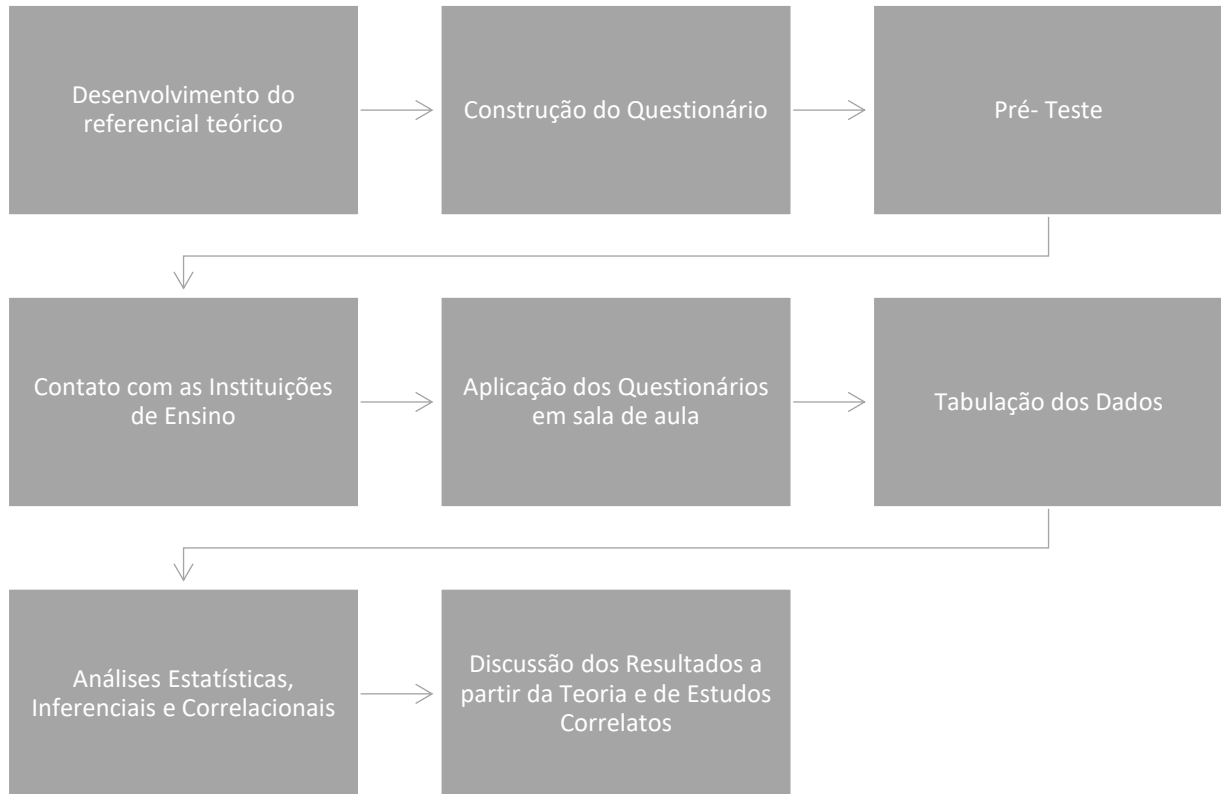 Desenvolvimento do
referencial teórico
Construção do Questionário
Pré- Teste
Contato com as Instituições
de Ensino
Aplicação dos Questionários
em sala de aula
Tabulação dos Dados
Análises Estatísticas,
Inferenciais e Correlacionais
Discussão dos Resultados a
partir da Teoria e de Estudos
Correlatos